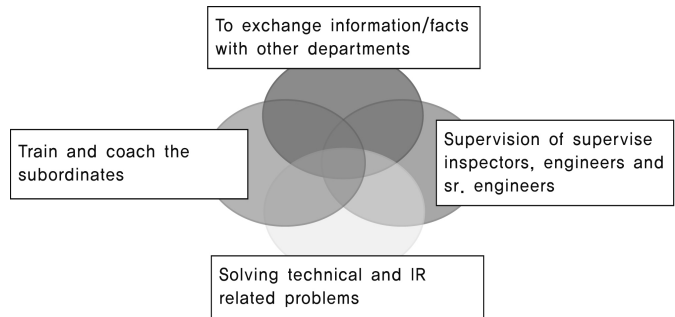 To exchange information/facts
with other departments
Train and coach the
subordinates
Supervision of supervise
inspectors, engineers and
sr. engineers
Solving technical and IR
related problems